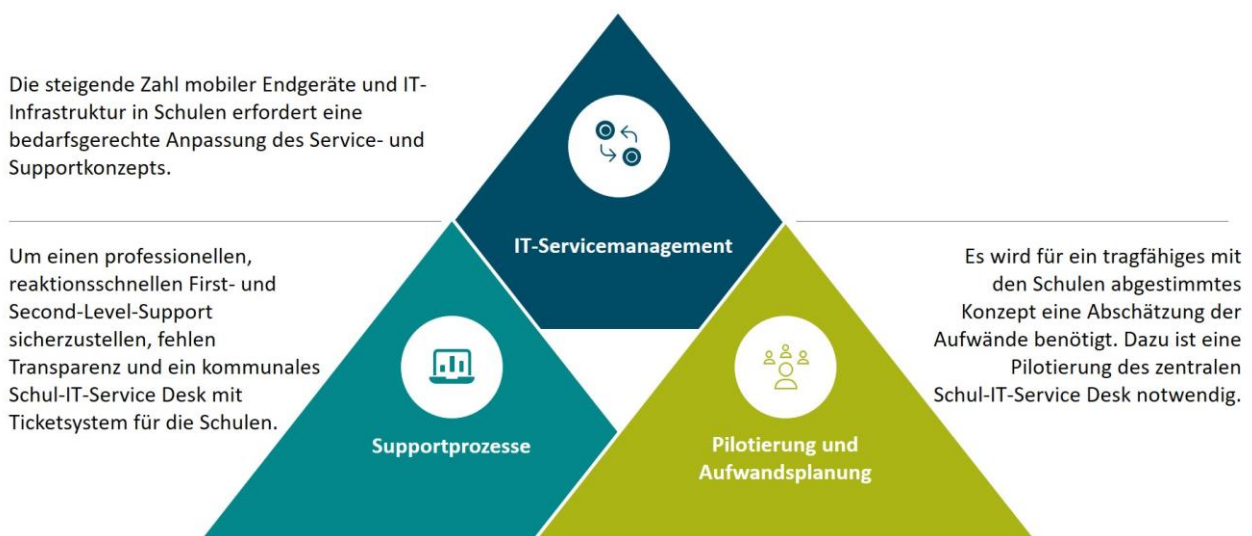 Die steigende Zahl mobiler Endgeräte und IT-
Infrastruktur in Schulen erfordert eine
bedarfsgerechte Anpassung des Service- und
Supportkonzepts.
IT-Servicemanagement
Um einen professionellen,
reaktionsschnellen First- und
Second-Level-Support
sicherzustellen, fehlen
Transparenz und ein kommunales
Schul-IT-Service Desk mit
Ticketsystem für die Schulen.
Supportprozesse
Pilotierung und
Aufwandsplanung
Es wird für ein tragfähiges mit
den Schulen abgestimmtes
Konzept eine Abschätzung der
Aufwände benötigt. Dazu ist eine
Pilotierung des zentralen
Schul-IT-Service Desk notwendig.